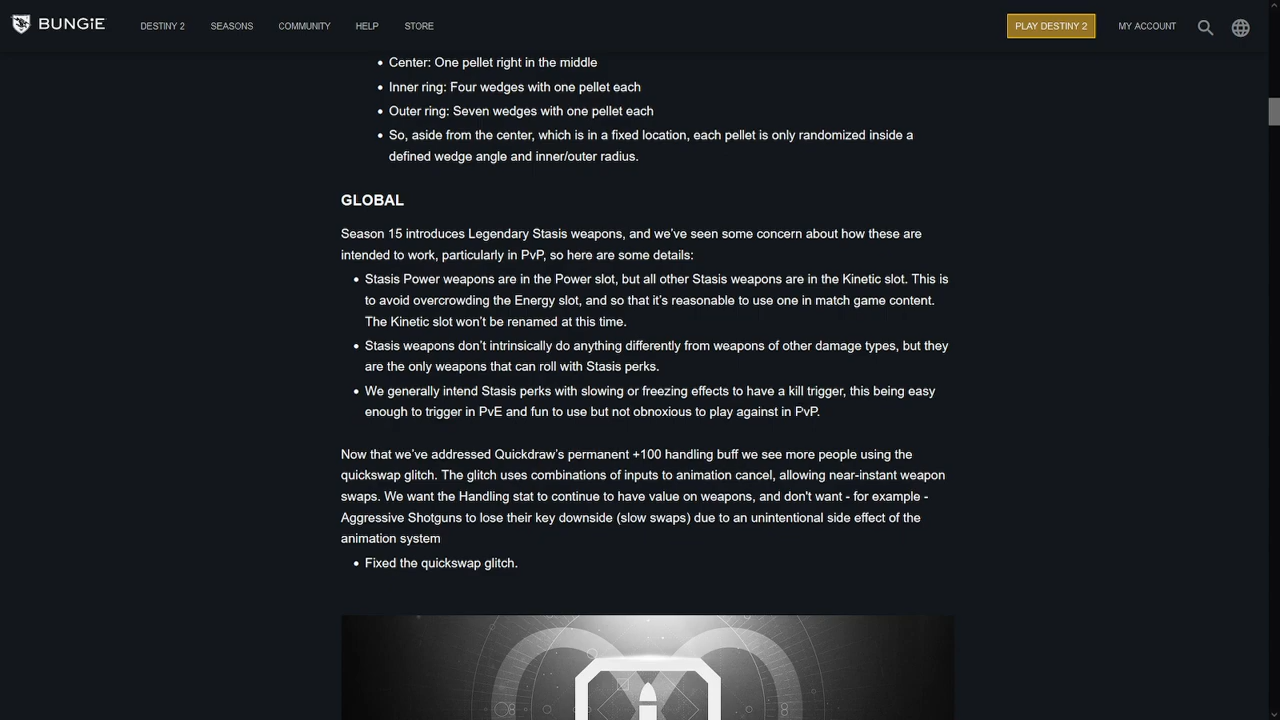 BUNGiE
DESTINY 2
SEASONS
COMMUNITY
HELP
STORE
PLAY DESTINY 2
MY ACCOUNT
• Center: One pellet right in the middle
• Inner ring: Four wedges with one pellet each
• Outer ring: Seven wedges with one pellet each
• So, aside from the center, which is in a fixed location, each pellet is only randomized inside a
defined wedge angle and inner/outer radius.
GLOBAL
Season 15 introduces Legendary Stasis weapons, and we've seen some concern about how these are
intended to work, particularly in PvP, so here are some details:
• Stasis Power weapons are in the Power slot, but all other Stasis weapons are in the Kinetic slot. This is
to avoid overcrowding the Energy slot, and so that it's reasonable to use one in match game content.
The Kinetic slot won't be renamed at this time.
• Stasis weapons don't intrinsically do anything differently from weapons of other damage types, but they
are the only weapons that can roll with Stasis perks.
• We generally intend Stasis perks with slowing or freezing effects to have a kill trigger, this being easy
enough to trigger in PvE and fun to use but not obnoxious to play against in PvP.
Now that we've addressed Quickdraw's permanent +100 handling buff we see more people using the
quickswap glitch. The glitch uses combinations of inputs to animation cancel, allowing near-instant weapon
swaps. We want the Handling stat to continue to have value on weapons, and don't want - for example -
Aggressive Shotguns to lose their key downside (slow swaps) due to an unintentional side effect of the
animation system
• Fixed the quickswap glitch.